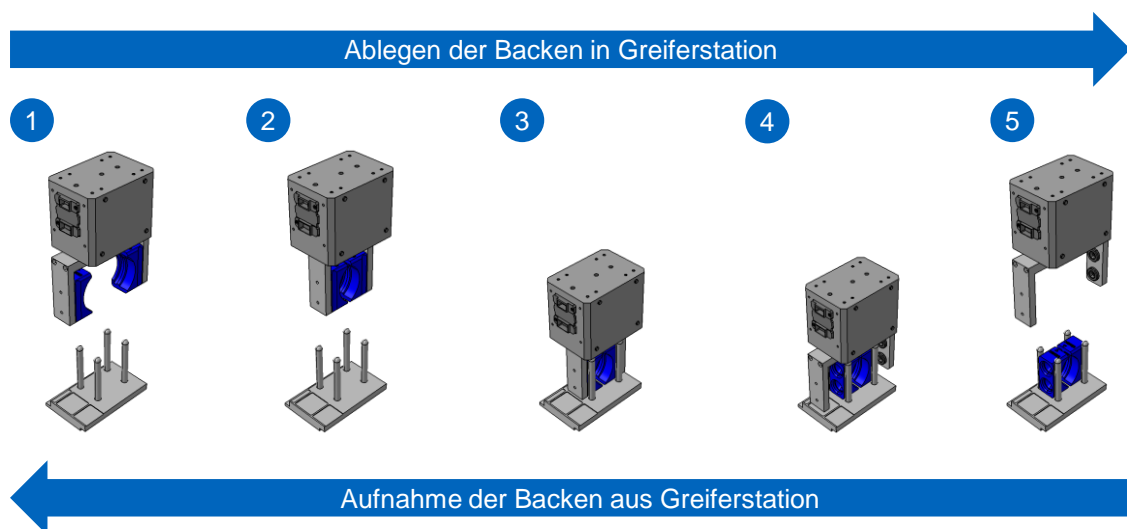 Ablegen der Backen in Greiferstation
1
2
3
4
5
Aufnahme der Backen aus Greiferstation